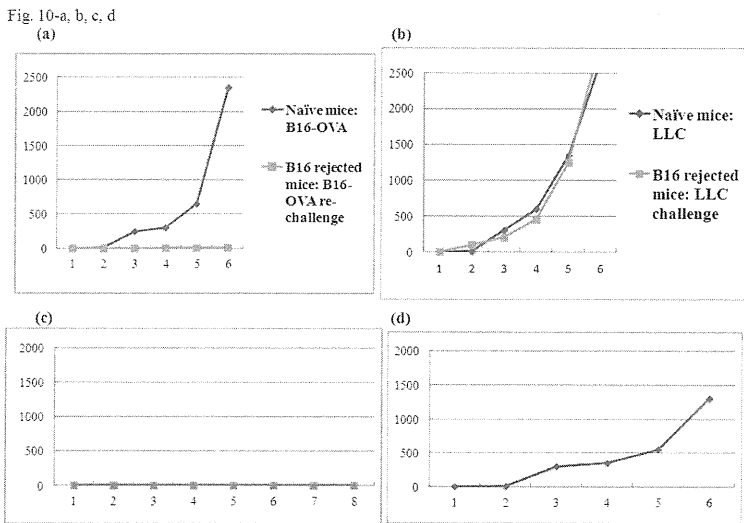 Fig. 10-a, b, c, d
(a)
2500
2000
1500
1000
500
0
1 2 3 4 5 6
Naïve mice:
B16-OVA
B16 rejected
mice: B16-
OVA re-
challenge
(b)
2500
2000
1500
1000
500
0
1 2 3 4 5 6
Naïve mice:
LLC
B16 rejected
mice: LLC
challenge
(c)
2000
1500
1000
500
0
1 2 3 4 5 6 7 8
(d)
2000
1500
1000
500
0
1 2 3 4 5 6